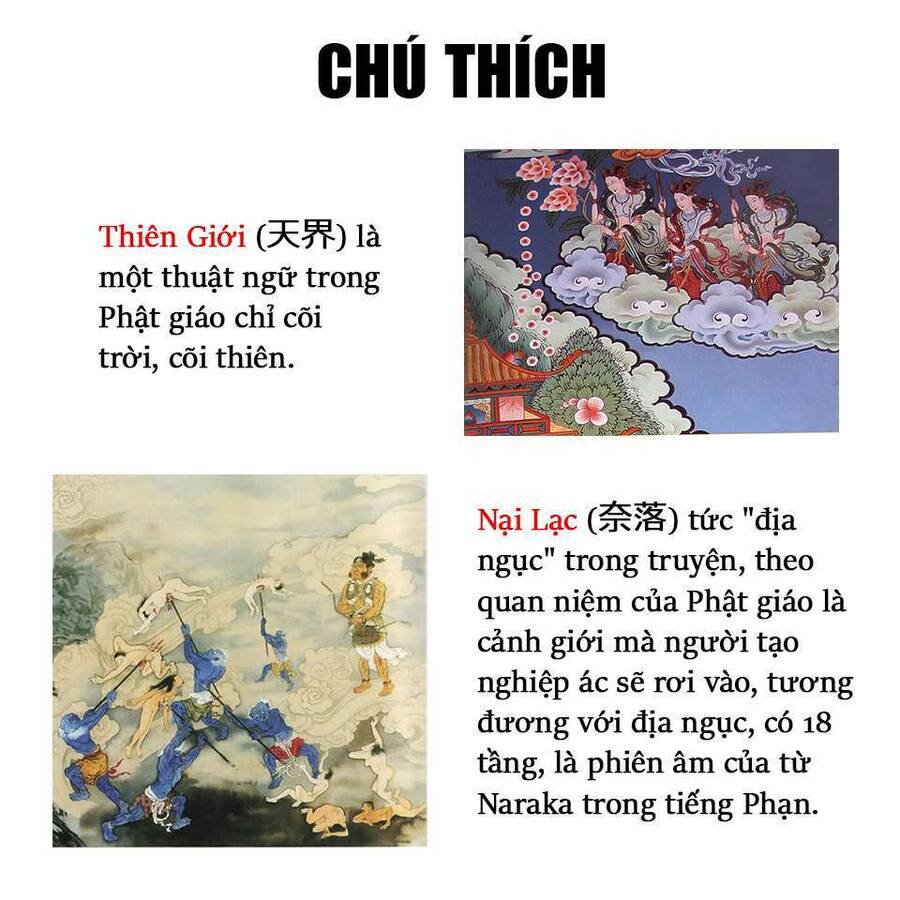 CHÚ THÍCH
Thiên Giới (天界) là
một thuật ngữ trong
Phật giáo chỉ cõi
trời, cõi thiên.
Nại Lạc (奈落) tức "địa
ngục" trong truyện, theo
quan niệm của Phật giáo là
cảnh giới mà người tạo
nghiệp ác sẽ rơi vào, tương
đương với địa ngục, có 18
tầng, là phiên âm của từ
Naraka trong tiếng Phạn.